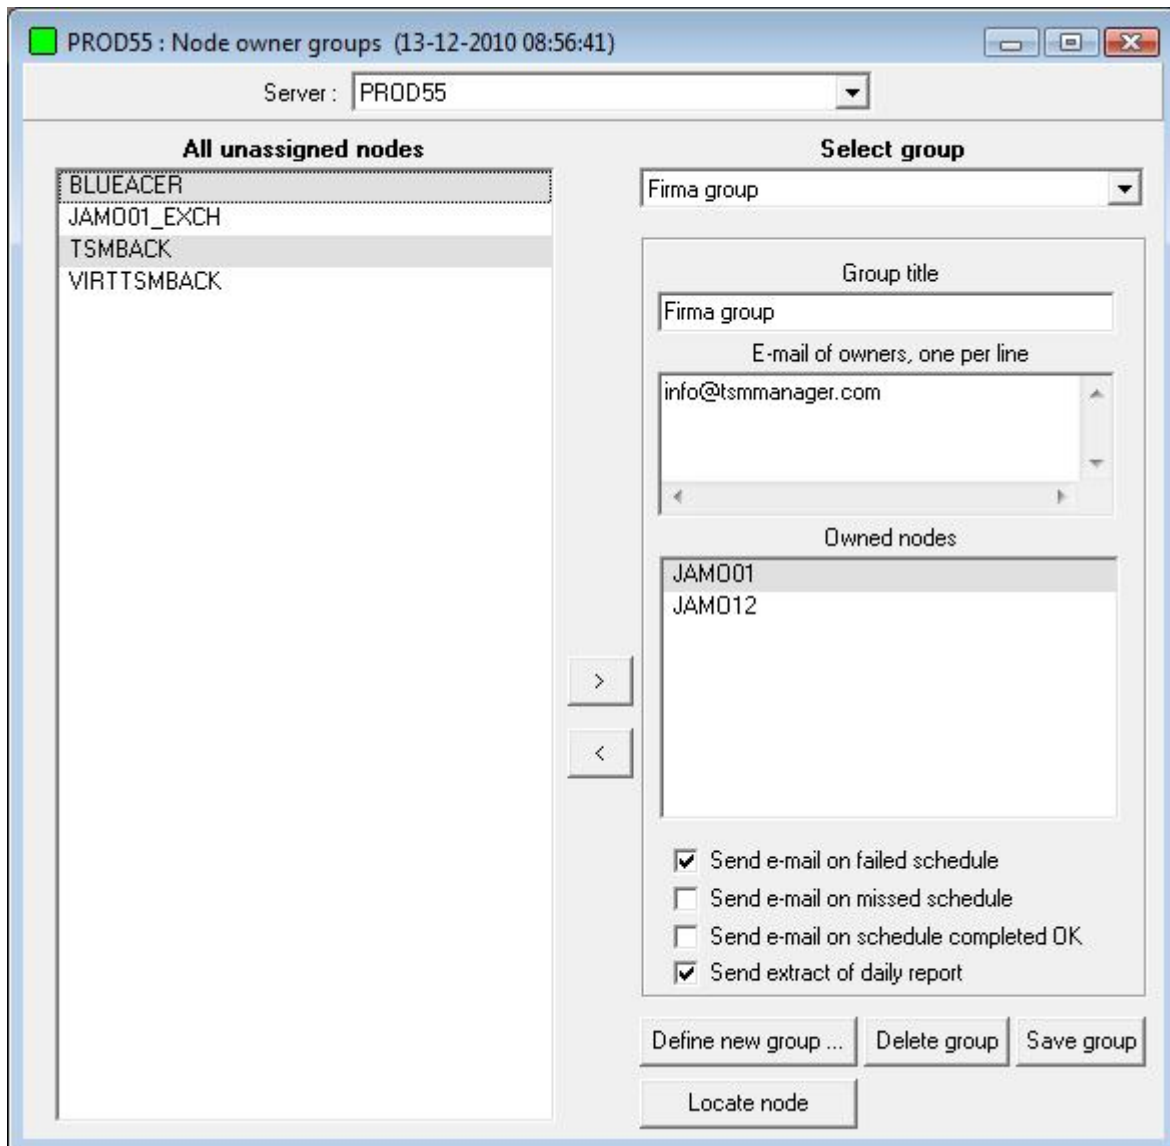 PROD55 : Node owner groups (13-12-2010 08:56:41)
Server : PROD55
All unassigned nodes
BLUEACER
JAMO01_EXCH
TSMBACK
VIRTTSMBACK
Select group
Firma group
Group title
Firma group
E-mail of owners, one per line
info@tsmmanager.com
Owned nodes
JAMO01
JAMO12
>
<
Send e-mail on failed schedule
Send e-mail on missed schedule
Send e-mail on schedule completed OK
Send extract of daily report
Define new group ... Delete group Save group
Locate node